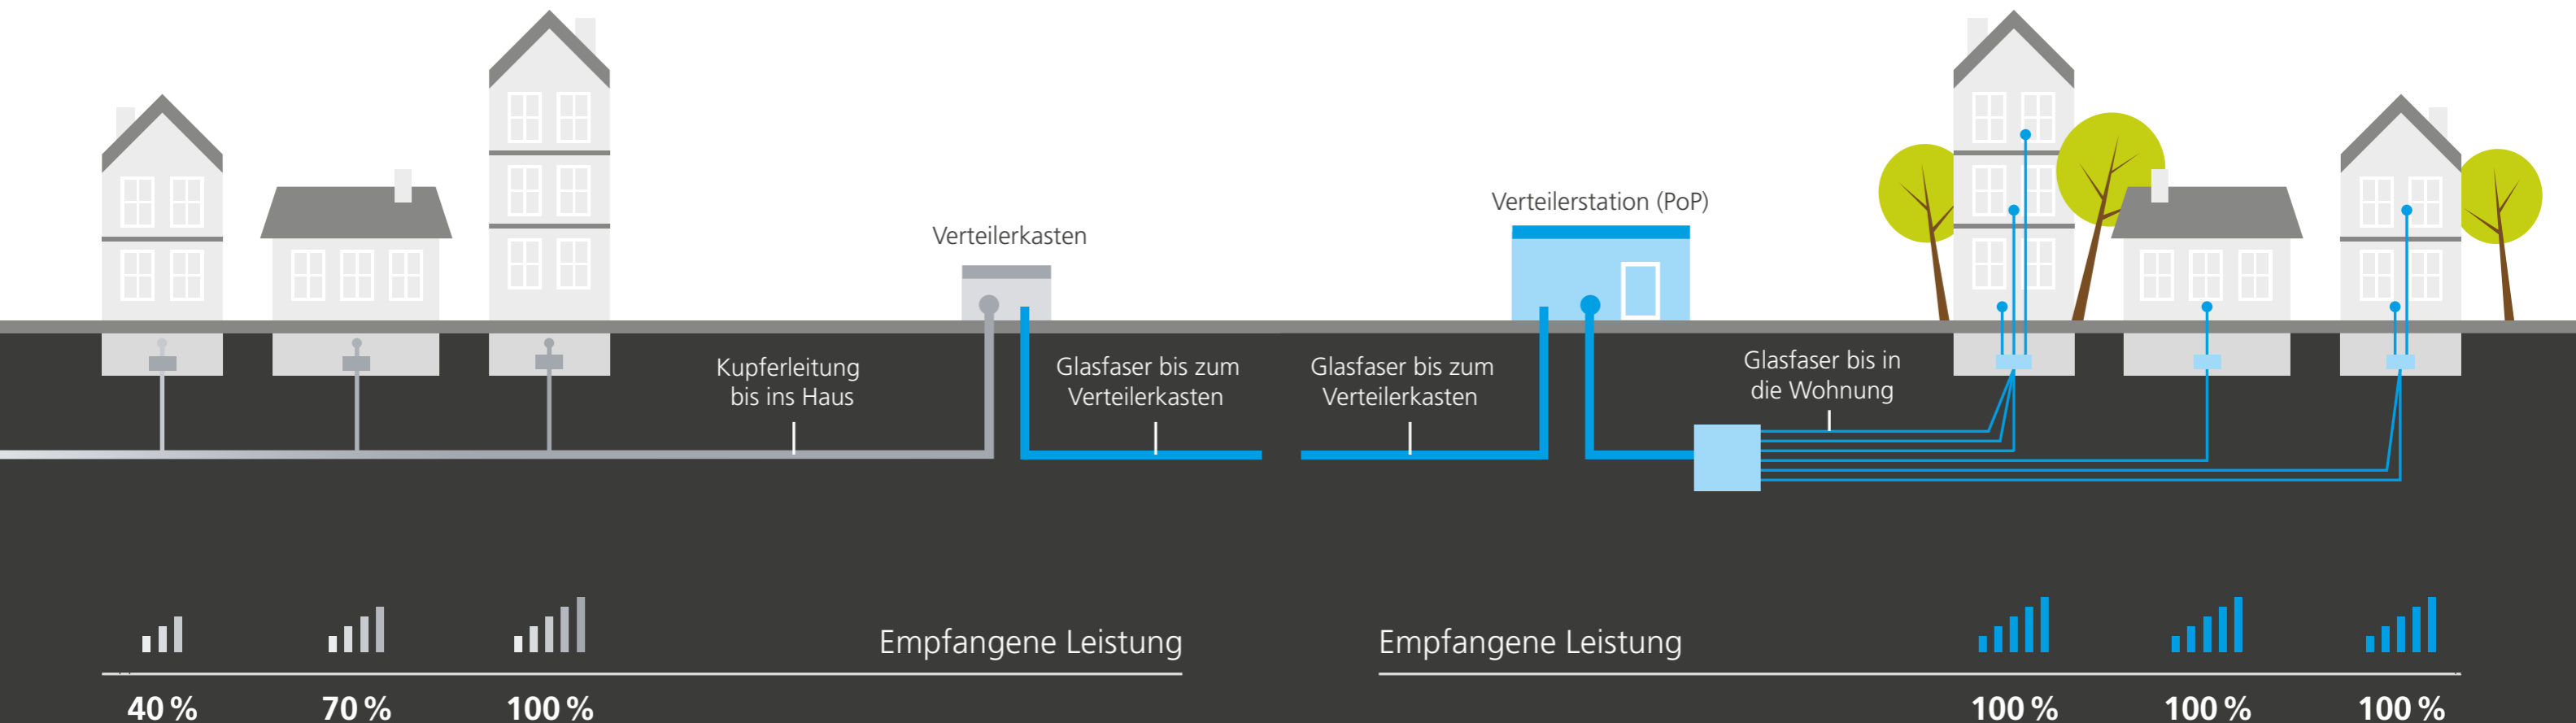 Verteilerkasten
Verteilerstation (PoP)
Kupferleitung
bis ins Haus
Glasfaser bis zum
Verteilerkasten
Glasfaser bis zum
Verteilerkasten
Glasfaser bis in
die Wohnung
Empfangene Leistung
40 %
70 %
100 %
Empfangene Leistung
100 %
100 %
100 %